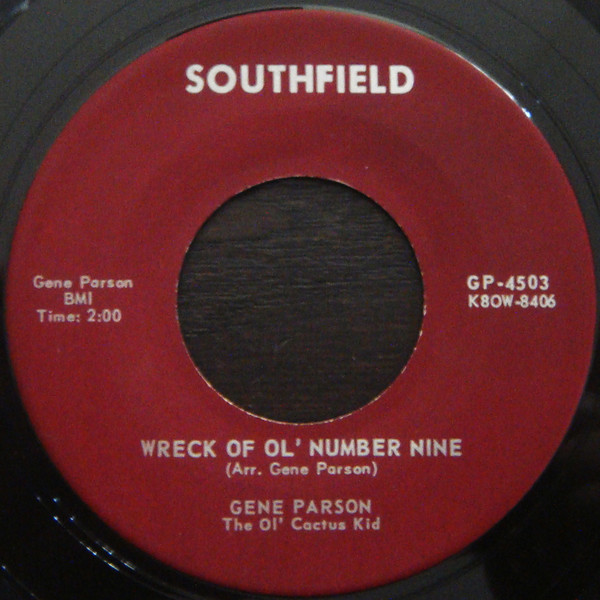 SOUTHFIELD
Gene Parson
BMI
Time: 2:00
GP-4503
K8OW-8406
WRECK OF OL' NUMBER NINE
(Arr. Gene Parson)
GENE PARSON
The Ol' Cactus Kid